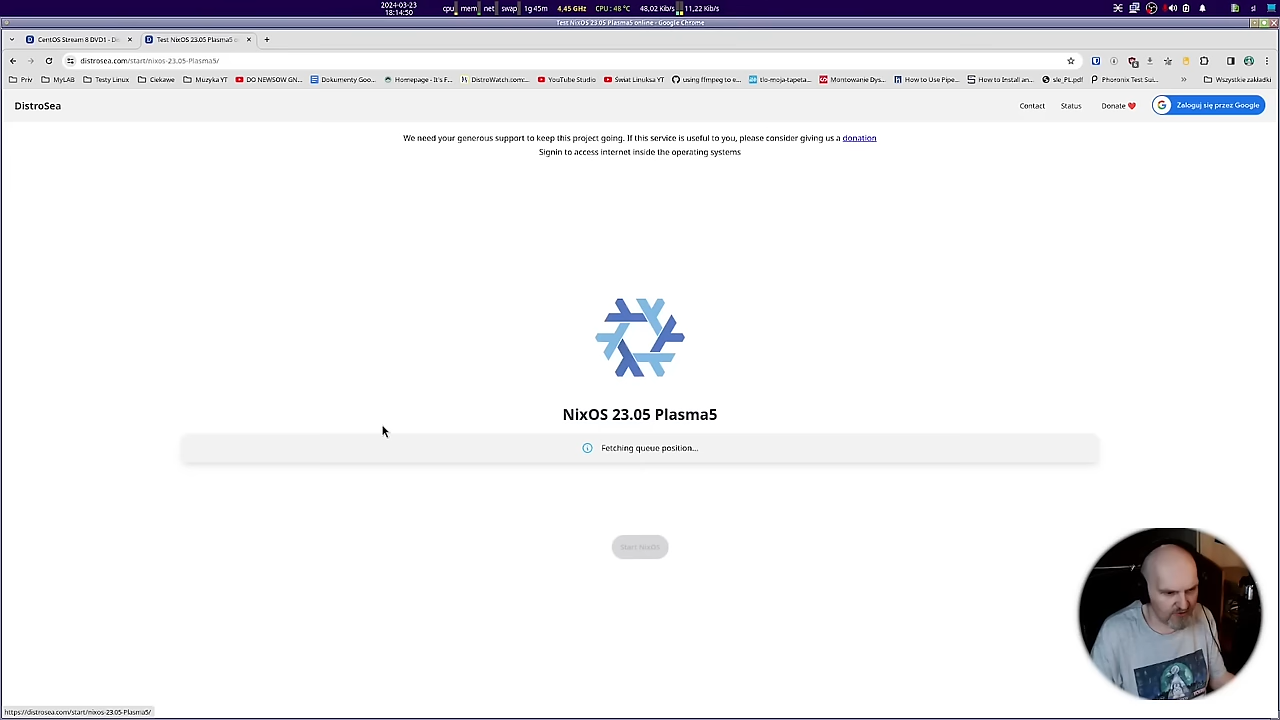 2024-03-23
18:14:50
cpu mem net swap 1g 45m 4,45 GHz CPU: 48 °C 48,02 Kib/s 11,22 Kib/s
Test NixOS 23.05 Plasma5 online - Google Chrome
CentOS Stream 8 DVD1 - Di
Test NixOS 23.05 Plasma5 o
distrosea.com/start/nixos-23.05-Plasma5/
Priv MyLAB Testy Linux Ciekawe Muzyka YT DO NEWSÓW GN... Dokumenty Goo... Homepage - It's F... DistroWatch.com:... YouTube Studio Świat Linuksa YT using ffmpeg to e... tlo-moja-tapeta... Montowanie Dys... How to Use Pipe... How to Install an... sle_PL.pdf Phoronix Test Sui... » Wszystkie zakładki
DistroSea
Contact Status Donate Zaloguj się przez Google
We need your generous support to keep this project going. If this service is useful to you, please consider giving us a donation
Signin to access internet inside the operating systems
NixOS 23.05 Plasma5
Fetching queue position...
Start NixOS
https://distrosea.com/start/nixos-23.05-Plasma5/